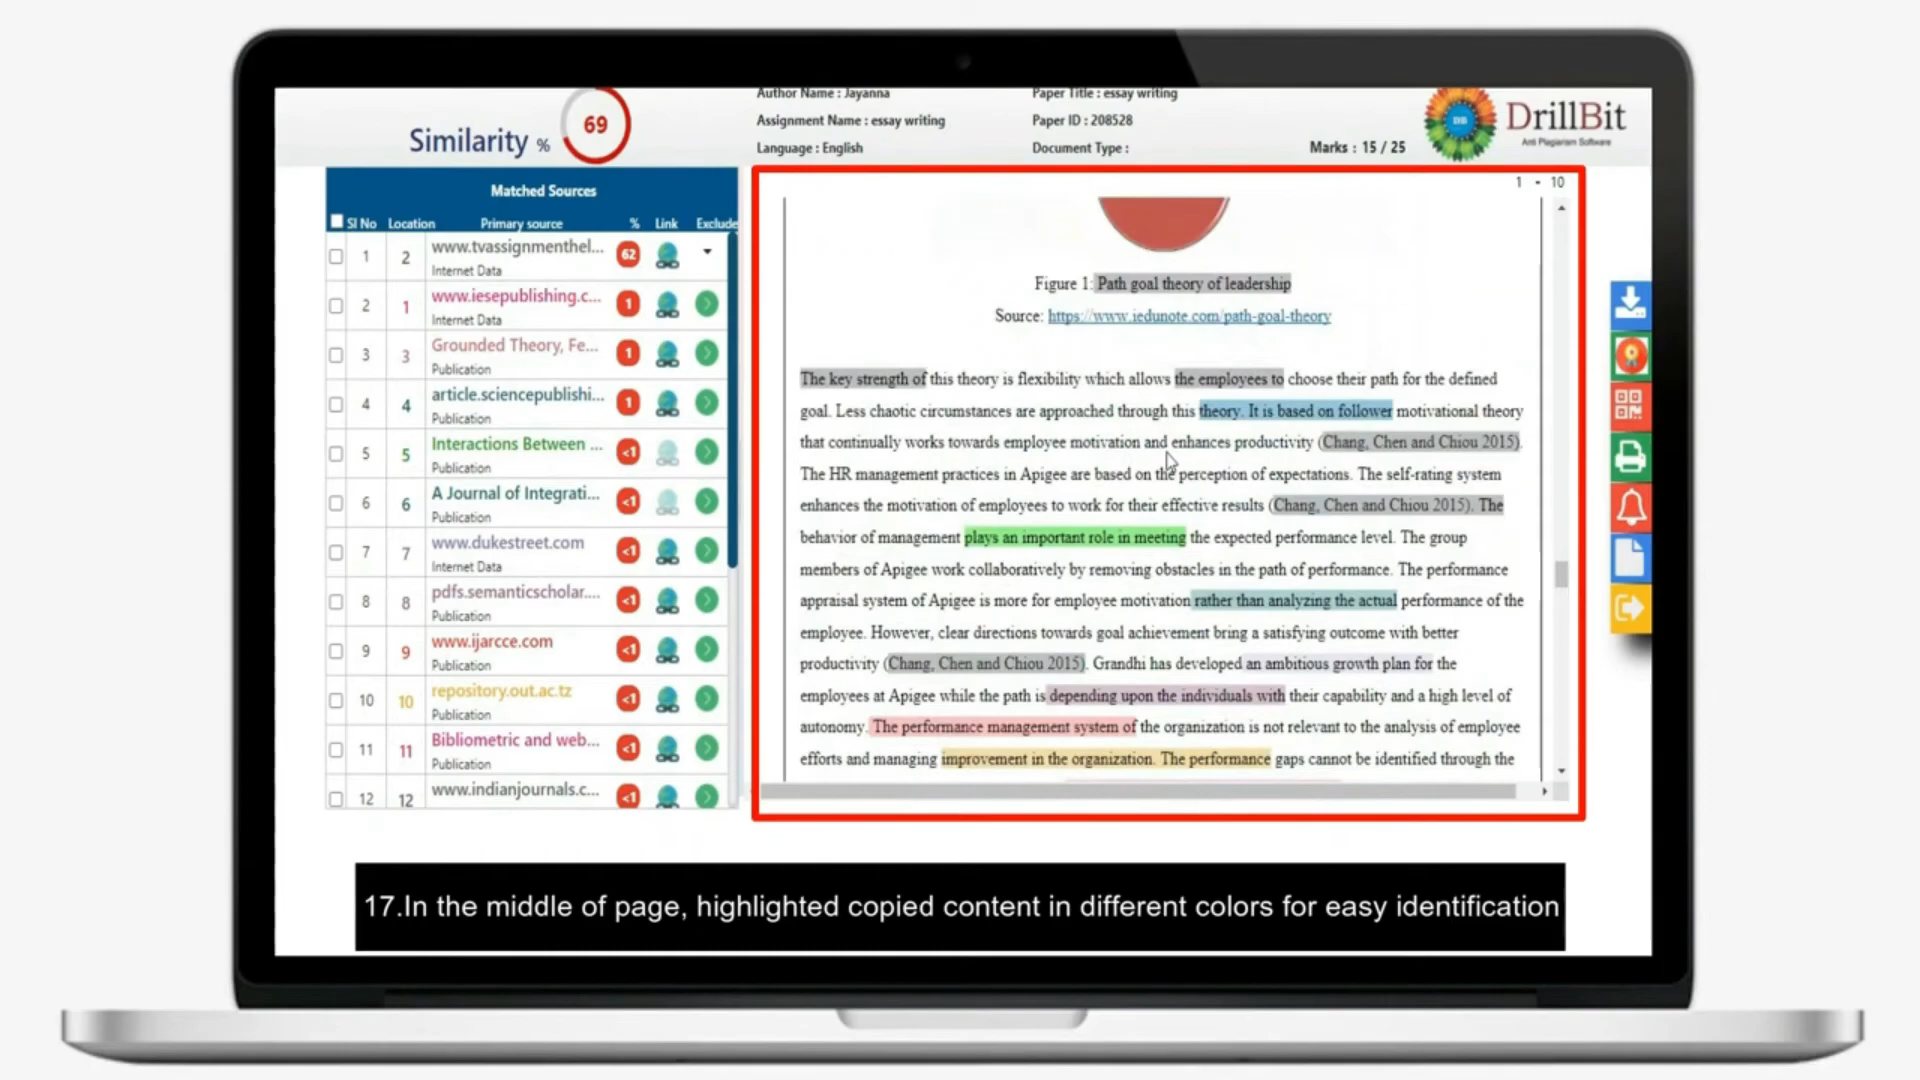 Similarity %
69
Author Name : Jayanna
Assignment Name : essay writing
Language : English
Paper Title : essay writing
Paper ID : 208528
Document Type :
Marks : 15 / 25
DB
DrillBit
Anti Plagiarism Software
Matched Sources
Sl No Location Primary source % Link Exclude
1 2 www.tvassignmenthel... 62
Internet Data
2 1 www.iesepublishing.c... 1
Internet Data
3 3 Grounded Theory, Fe... 1
Publication
4 4 article.sciencepublishi... 1
Publication
5 5 Interactions Between ... <1
Publication
6 6 A Journal of Integrati... <1
Publication
7 7 www.dukestreet.com <1
Internet Data
8 8 pdfs.semanticscholar.... <1
Publication
9 9 www.ijarcce.com <1
Publication
10 10 repository.out.ac.tz <1
Publication
11 11 Bibliometric and web... <1
Publication
12 12 www.indianjournals.c... <1
1 - 10
Figure 1: Path goal theory of leadership
Source: https://www.iedunote.com/path-goal-theory
The key strength of this theory is flexibility which allows the employees to choose their path for the defined
goal. Less chaotic circumstances are approached through this theory. It is based on follower motivational theory
that continually works towards employee motivation and enhances productivity (Chang, Chen and Chiou 2015).
The HR management practices in Apigee are based on the perception of expectations. The self-rating system
enhances the motivation of employees to work for their effective results (Chang, Chen and Chiou 2015). The
behavior of management plays an important role in meeting the expected performance level. The group
members of Apigee work collaboratively by removing obstacles in the path of performance. The performance
appraisal system of Apigee is more for employee motivation rather than analyzing the actual performance of the
employee. However, clear directions towards goal achievement bring a satisfying outcome with better
productivity (Chang, Chen and Chiou 2015). Grandhi has developed an ambitious growth plan for the
employees at Apigee while the path is depending upon the individuals with their capability and a high level of
autonomy. The performance management system of the organization is not relevant to the analysis of employee
efforts and managing improvement in the organization. The performance gaps cannot be identified through the
17.In the middle of page, highlighted copied content in different colors for easy identification